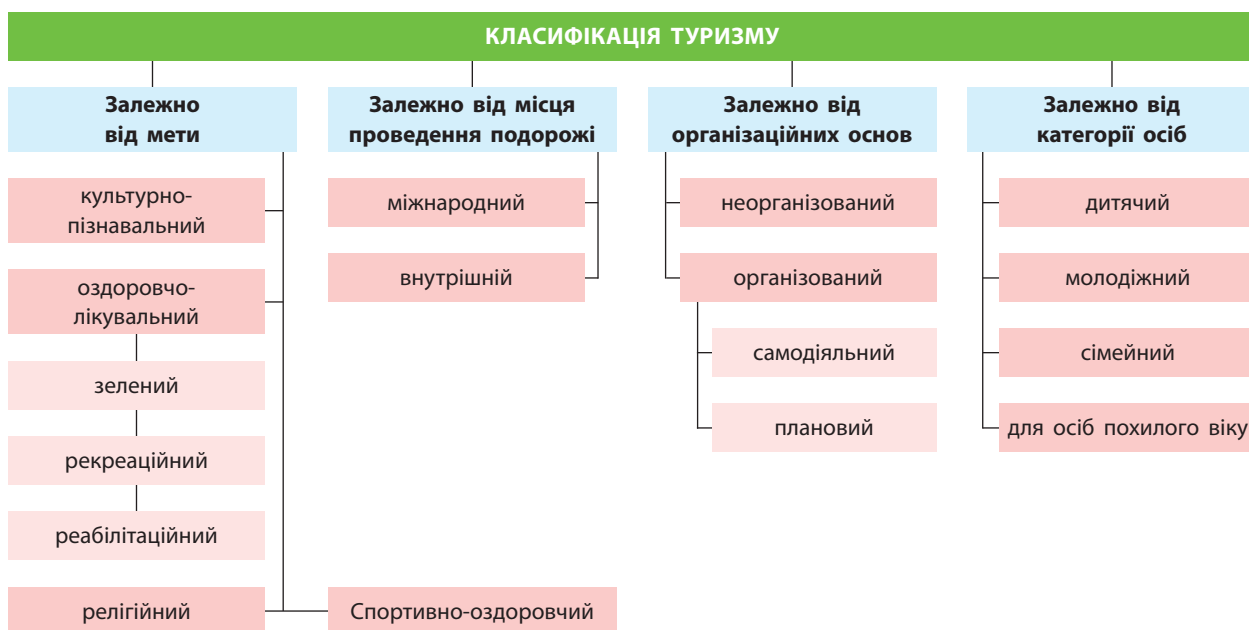 КЛАСИФІКАЦІЯ ТУРИЗМУ
Залежно
від мети
культурно-
пізнавальний
оздоровчо-
лікувальний
зелений
рекреаційний
реабілітаційний
релігійний
Залежно від місця
проведення подорожі
міжнародний
внутрішній
Спортивно-оздоровчий
Залежно від
організаційних основ
неорганізований
організований
самодіяльний
плановий
Залежно від
категорії осіб
дитячий
молодіжний
сімейний
для осіб похилого віку